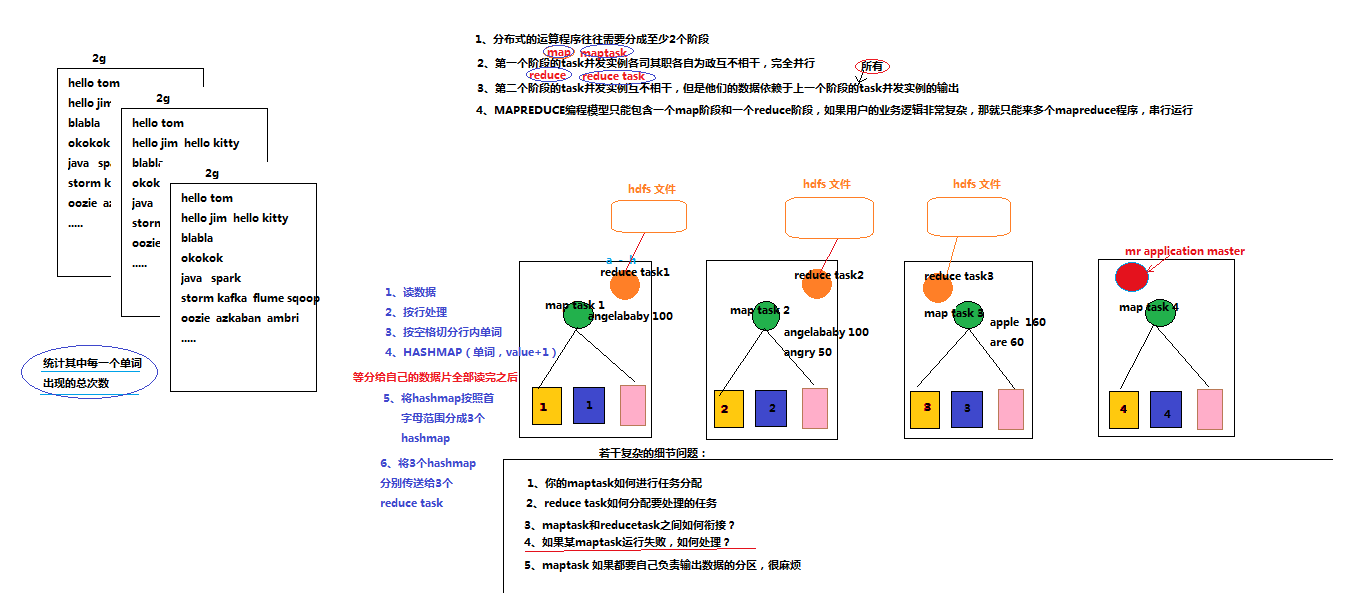 1、分布式的运算程序往往需要分成至少2个阶段
map maptask
2、第一个阶段的task并发实例各司其职各自为政互不相干，完全并行
reduce reduce task 所有
3、第二个阶段的task并发实例互不相干，但是他们的数据依赖于上一个阶段的task并发实例的输出
4、MAPREDUCE编程模型只能包含一个map阶段和一个reduce阶段，如果用户的业务逻辑非常复杂，那就只能来多个mapreduce程序，串行运行
2g
hello tom
hello jim
blabla
okokok
java sp
storm k
oozie az
.....
2g
hello tom
hello jim hello kitty
blabla
okok
java
storm
oozie
.....
2g
hello tom
hello jim hello kitty
blabla
okokok
java spark
storm kafka flume sqoop
oozie azkaban ambri
.....
统计其中每一个单词
出现的总次数
1、读数据
2、按行处理
3、按空格切分行内单词
4、HASHMAP（单词，value+1）
等分给自己的数据片全部读完之后
5、将hashmap按照首
字母范围分成3个
hashmap
6、将3个hashmap
分别传送给3个
reduce task
hdfs 文件
a - h
reduce task1
map task 1
angelababy 100
1
1
hdfs 文件
reduce task2
map task 2
angelababy 100
angry 50
2
2
hdfs 文件
reduce task3
map task 3
apple 160
are 60
3
3
mr application master
map task 4
4
4
若干复杂的细节问题：
1、你的maptask如何进行任务分配
2、reduce task如何分配要处理的任务
3、maptask和reducetask之间如何衔接？
4、如果某maptask运行失败，如何处理？
5、maptask 如果都要自己负责输出数据的分区，很麻烦